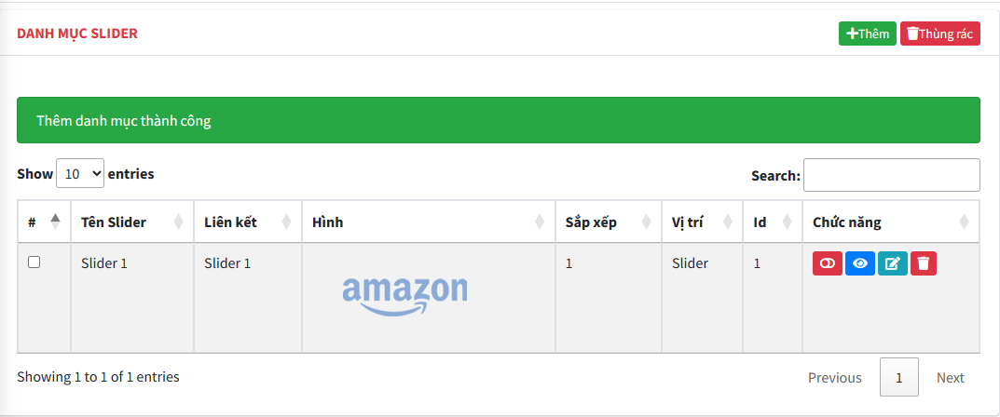 DANH MỤC SLIDER
Thêm Thùng rác
Thêm danh mục thành công
Show 10 entries
Search:
# Tên Slider Liên kết Hình Sắp xếp Vị trí Id Chức năng
Slider 1 Slider 1 amazon 1 Slider 1
Showing 1 to 1 of 1 entries
Previous 1 Next